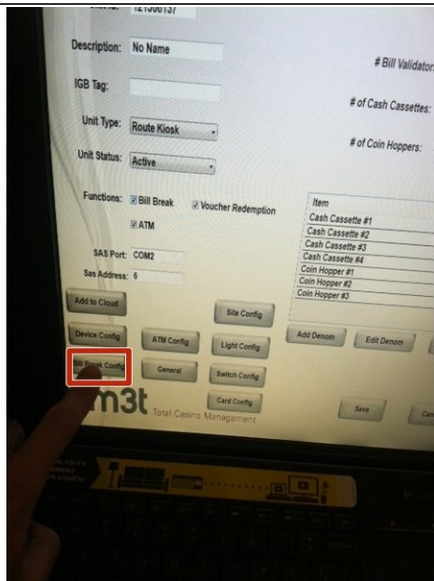 121300137
Description: No Name
# Bill Validator
IGB Tag:
# of Cash Cassettes:
Unit Type: Route Kiosk
# of Coin Hoppers:
Unit Status: Active
Functions: Bill Break Voucher Redemption
ATM
Item
Cash Cassette #1
Cash Cassette #2
Cash Cassette #3
Cash Cassette #4
Coin Hopper #1
Coin Hopper #2
Coin Hopper #3
SAS Port: COM2
Sas Address: 6
Add to Cloud
Site Config
Device Config
ATM Config
Light Config
Add Denom
Edit Denom
Bill Break Config
General
Switch Config
Card Config
Save
m3t Total Casino Management